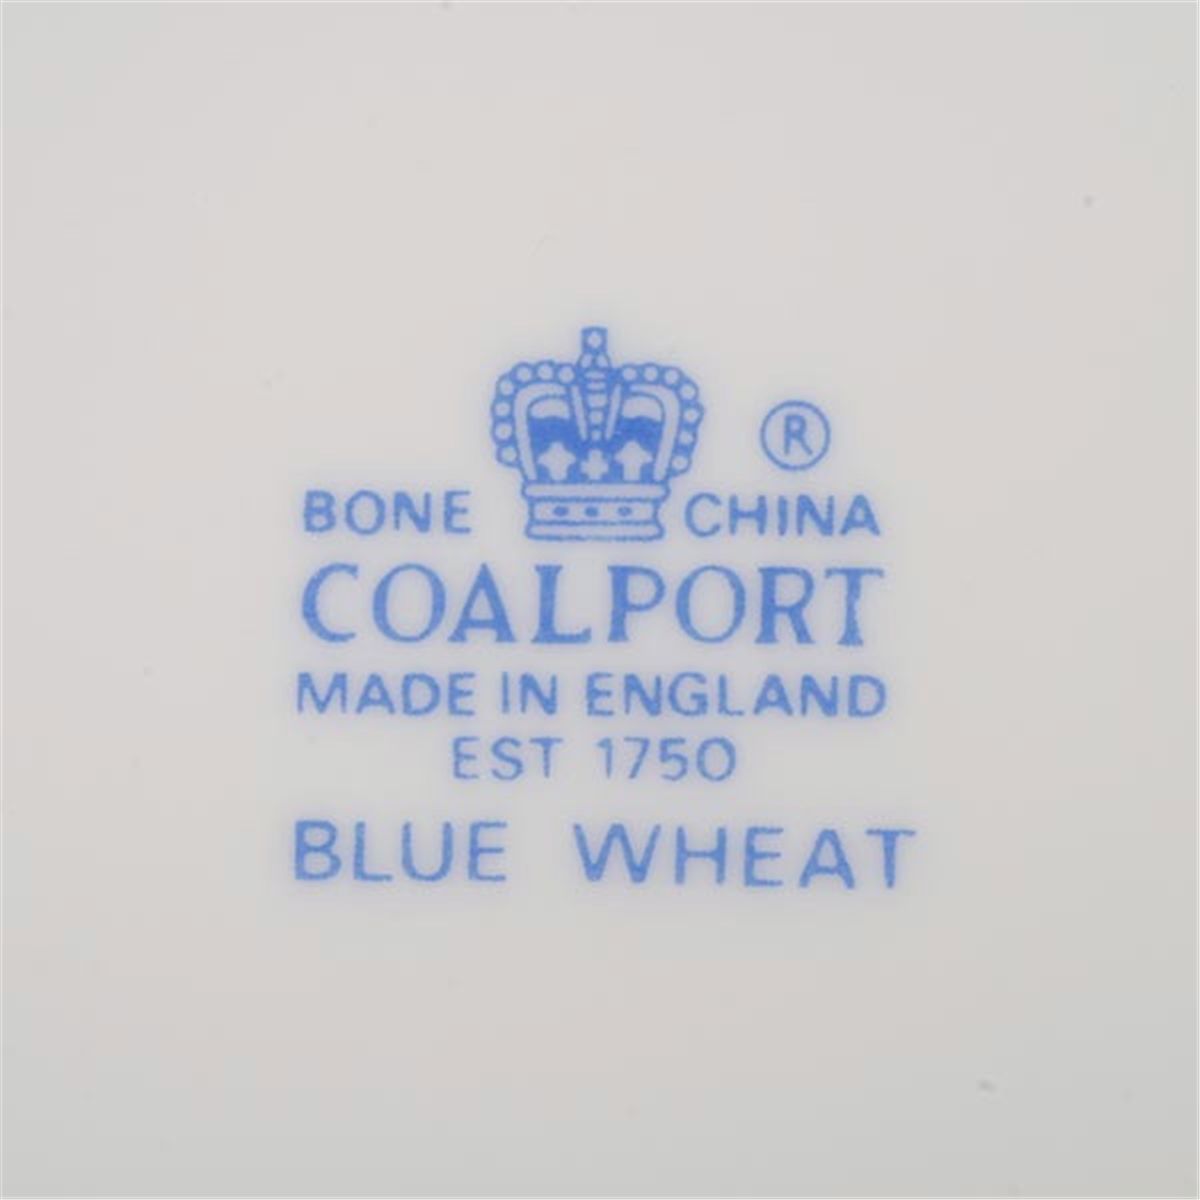 ®
BONE CHINA
COALPORT
MADE IN ENGLAND
EST 1750
BLUE WHEAT